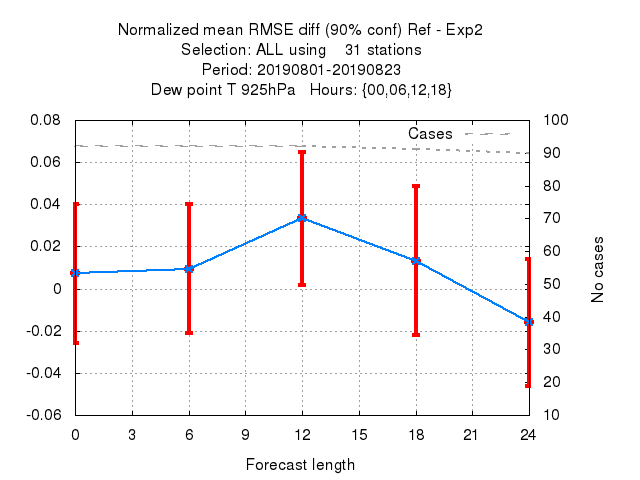 Normalized mean RMSE diff (90% conf) Ref - Exp2
Selection: ALL using    31 stations
Period: 20190801-20190823
Dew point T 925hPa   Hours: {00,06,12,18}
Cases
0.08
0.06
0.04
0.02
0
-0.02
-0.04
-0.06
100
90
80
70
60
50
40
30
20
10
No cases
0 3 6 9 12 15 18 21 24
Forecast length